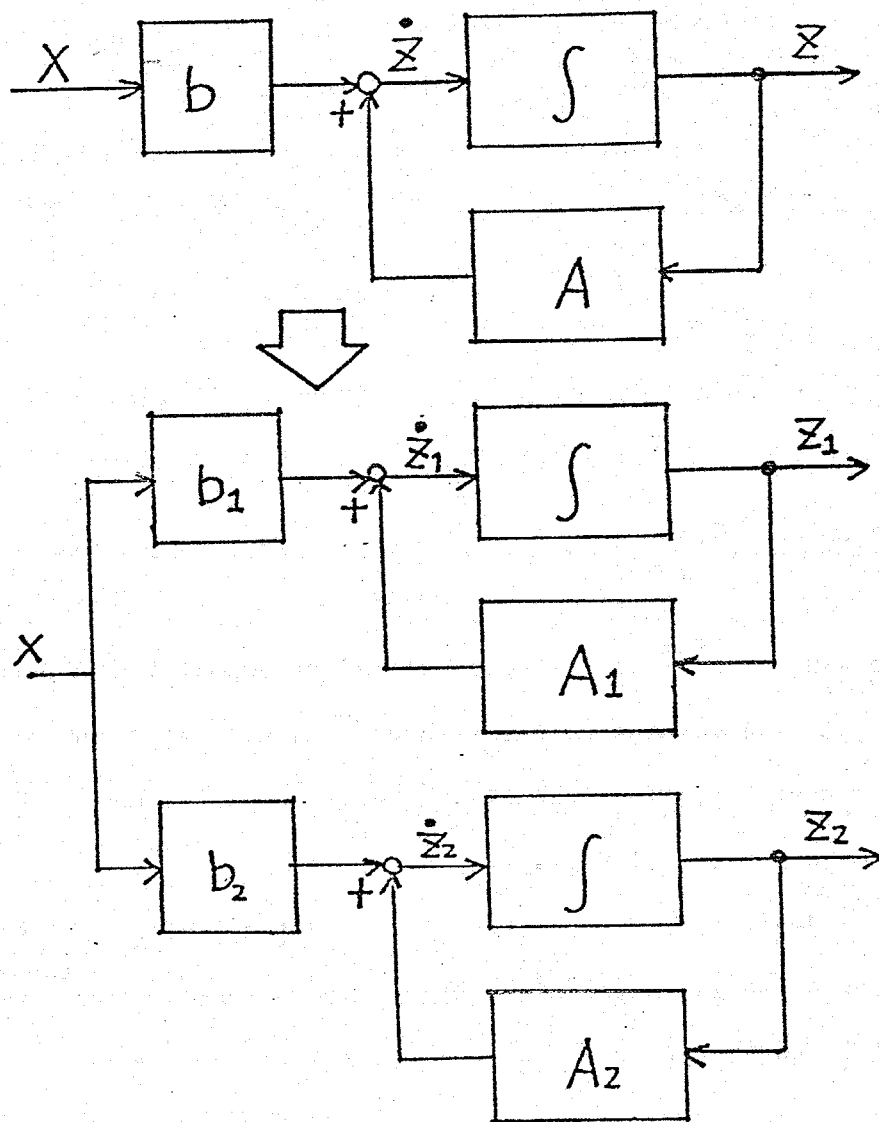 X b + ż ∫ z
A
b₁ + ż₁ ∫ z₁
X
A₁
b₂ + ż₂ ∫ z₂
A₂